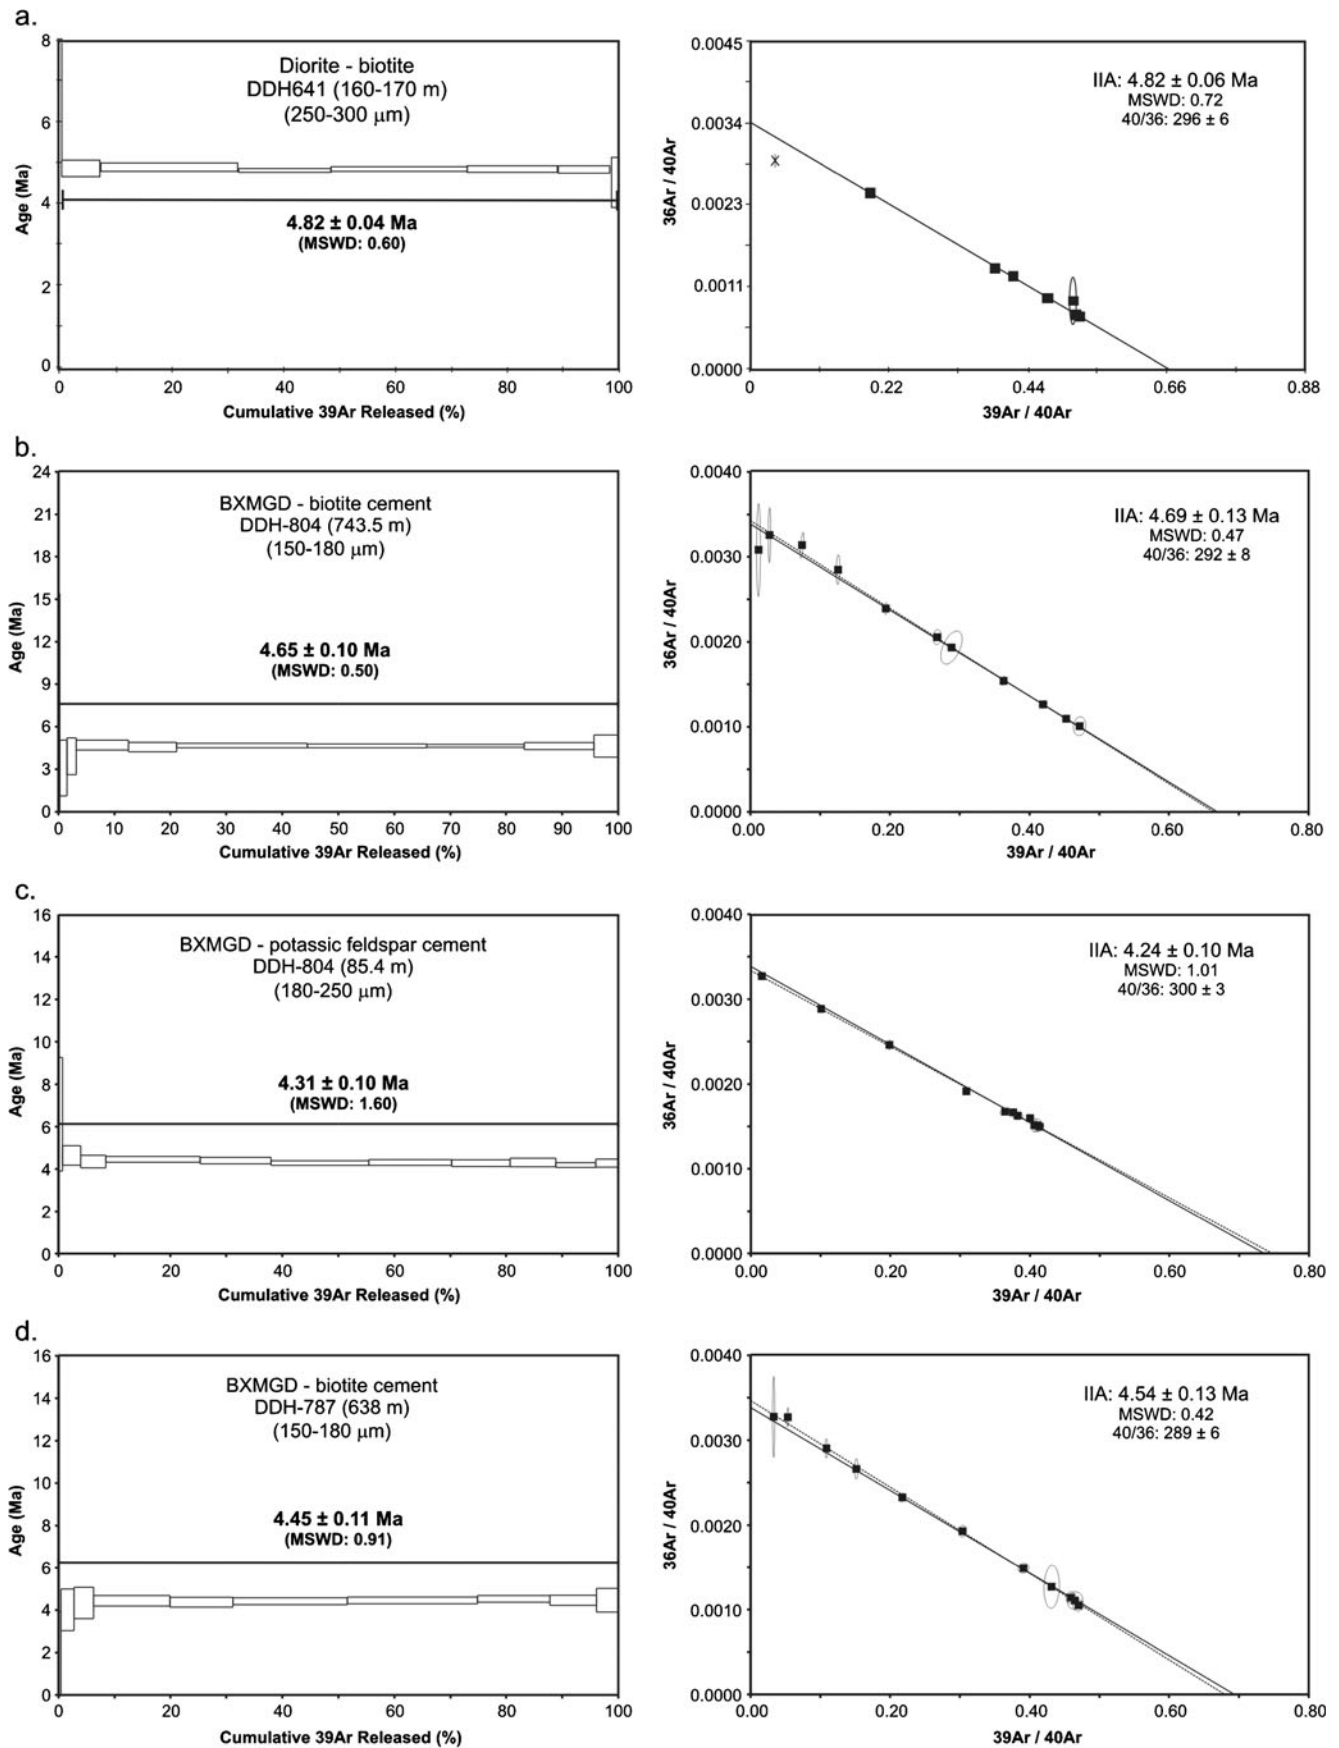 a.
8
6
4
2
0
Age (Ma)
Diorite - biotite
DDH641 (160-170 m)
(250-300 µm)
4.82 ± 0.04 Ma
(MSWD: 0.60)
0 20 40 60 80 100
Cumulative 39Ar Released (%)
0.0045
0.0034
0.0023
0.0011
0.0000
36Ar / 40Ar
IIA: 4.82 ± 0.06 Ma
MSWD: 0.72
40/36: 296 ± 6
0 0.22 0.44 0.66 0.88
39Ar / 40Ar
b.
24
21
18
15
12
9
6
3
0
Age (Ma)
BXMGD - biotite cement
DDH-804 (743.5 m)
(150-180 µm)
4.65 ± 0.10 Ma
(MSWD: 0.50)
0 10 20 30 40 50 60 70 80 90 100
Cumulative 39Ar Released (%)
0.0040
0.0030
0.0020
0.0010
0.0000
36Ar / 40Ar
IIA: 4.69 ± 0.13 Ma
MSWD: 0.47
40/36: 292 ± 8
0.00 0.20 0.40 0.60 0.80
39Ar / 40Ar
c.
16
14
12
10
8
6
4
2
0
Age (Ma)
BXMGD - potassic feldspar cement
DDH-804 (85.4 m)
(180-250 µm)
4.31 ± 0.10 Ma
(MSWD: 1.60)
0 20 40 60 80 100
Cumulative 39Ar Released (%)
0.0040
0.0030
0.0020
0.0010
0.0000
36Ar / 40Ar
IIA: 4.24 ± 0.10 Ma
MSWD: 1.01
40/36: 300 ± 3
0.00 0.20 0.40 0.60 0.80
39Ar / 40Ar
d.
16
14
12
10
8
6
4
2
0
Age (Ma)
BXMGD - biotite cement
DDH-787 (638 m)
(150-180 µm)
4.45 ± 0.11 Ma
(MSWD: 0.91)
0 20 40 60 80 100
Cumulative 39Ar Released (%)
0.0040
0.0030
0.0020
0.0010
0.0000
36Ar / 40Ar
IIA: 4.54 ± 0.13 Ma
MSWD: 0.42
40/36: 289 ± 6
0.00 0.20 0.40 0.60 0.80
39Ar / 40Ar